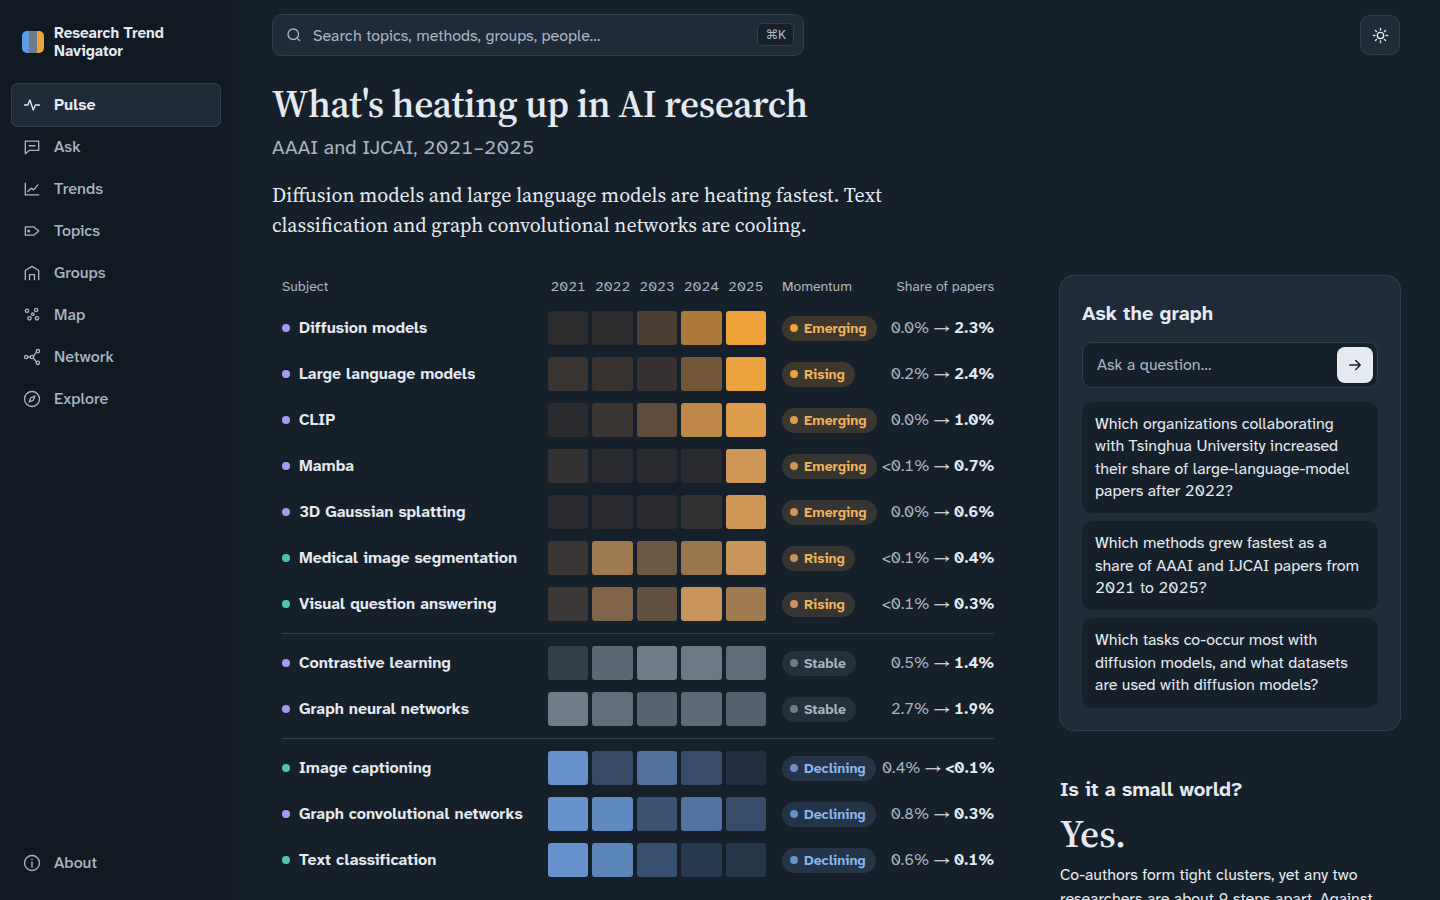 Research Trend
Navigator
Search topics, methods, groups, people...
⌘K
Pulse
Ask
Trends
Topics
Groups
Map
Network
Explore
About
What's heating up in AI research
AAAI and IJCAI, 2021–2025
Diffusion models and large language models are heating fastest. Text
classification and graph convolutional networks are cooling.
Subject 2021 2022 2023 2024 2025 Momentum Share of papers
Diffusion models Emerging 0.0% → 2.3%
Large language models Rising 0.2% → 2.4%
CLIP Emerging 0.0% → 1.0%
Mamba Emerging <0.1% → 0.7%
3D Gaussian splatting Emerging 0.0% → 0.6%
Medical image segmentation Rising <0.1% → 0.4%
Visual question answering Rising <0.1% → 0.3%
Contrastive learning Stable 0.5% → 1.4%
Graph neural networks Stable 2.7% → 1.9%
Image captioning Declining 0.4% → <0.1%
Graph convolutional networks Declining 0.8% → 0.3%
Text classification Declining 0.6% → 0.1%
Ask the graph
Ask a question...
Which organizations collaborating
with Tsinghua University increased
their share of large-language-model
papers after 2022?
Which methods grew fastest as a
share of AAAI and IJCAI papers from
2021 to 2025?
Which tasks co-occur most with
diffusion models, and what datasets
are used with diffusion models?
Is it a small world?
Yes.
Co-authors form tight clusters, yet any two
researchers are about 9 steps apart. Against